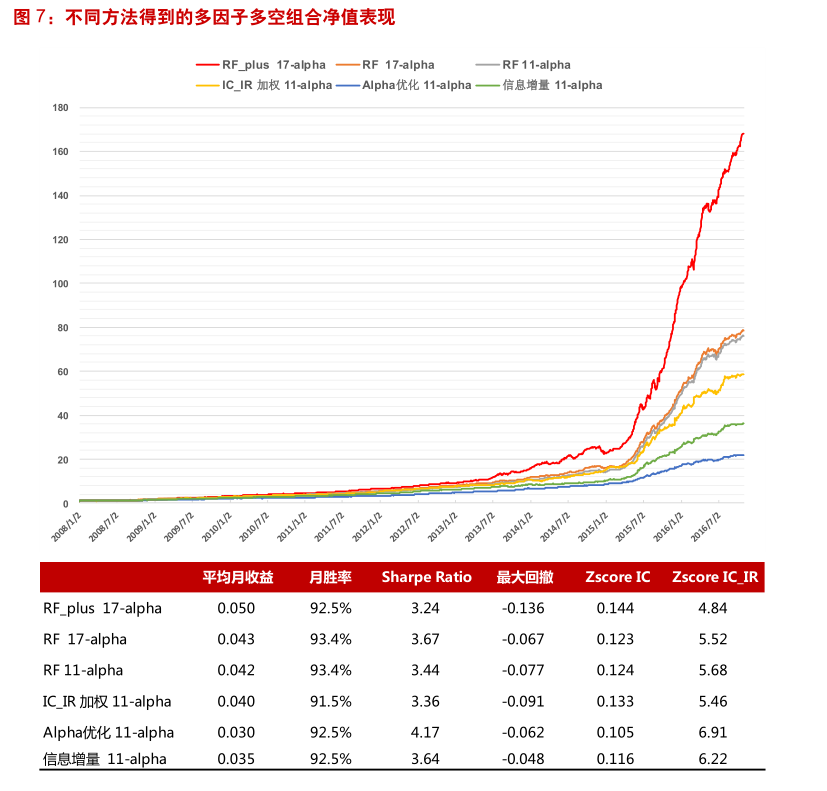 图 7：不同方法得到的多因子多空组合净值表现
RF_plus 17-alpha RF 17-alpha RF 11-alpha
IC_IR 加权 11-alpha Alpha优化 11-alpha 信息增量 11-alpha
180
160
140
120
100
80
60
40
20
0
2008/1/2 2008/7/2 2009/1/2 2009/7/2 2010/1/2 2010/7/2 2011/1/2 2011/7/2 2012/1/2 2012/7/2 2013/1/2 2013/7/2 2014/1/2 2014/7/2 2015/1/2 2015/7/2 2016/1/2 2016/7/2
平均月收益 月胜率 Sharpe Ratio 最大回撤 Zscore IC Zscore IC_IR
RF_plus 17-alpha 0.050 92.5% 3.24 -0.136 0.144 4.84
RF 17-alpha 0.043 93.4% 3.67 -0.067 0.123 5.52
RF 11-alpha 0.042 93.4% 3.44 -0.077 0.124 5.68
IC_IR 加权 11-alpha 0.040 91.5% 3.36 -0.091 0.133 5.46
Alpha优化 11-alpha 0.030 92.5% 4.17 -0.062 0.105 6.91
信息增量 11-alpha 0.035 92.5% 3.64 -0.048 0.116 6.22